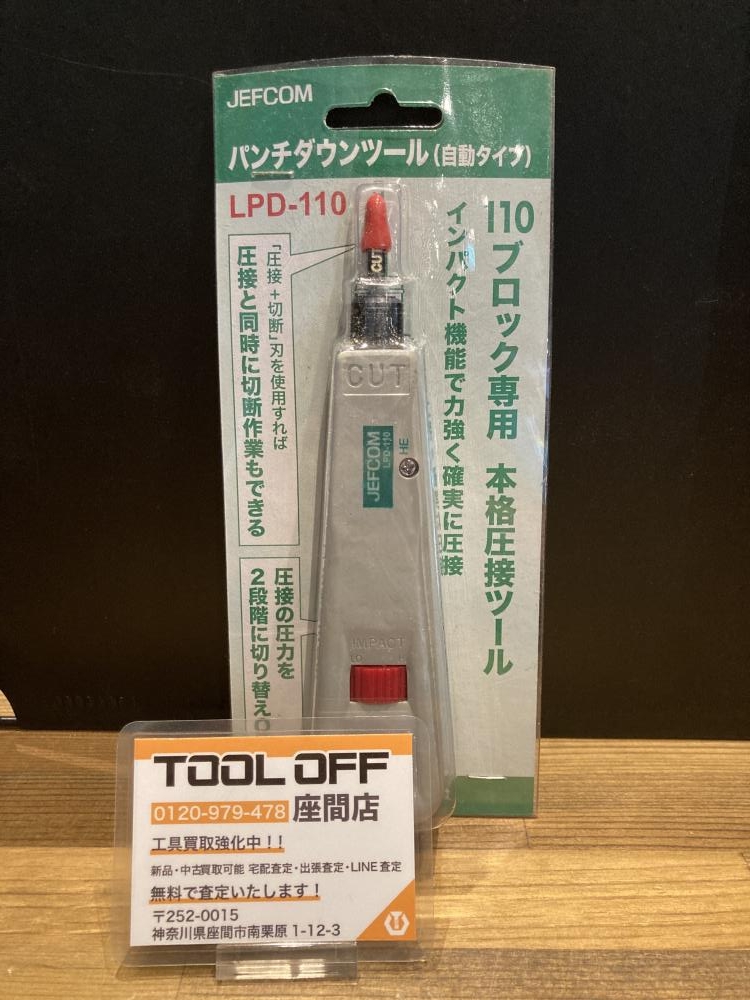 JEFCOM
パンチダウンツール(自動タイプ)
LPD-110
110ブロック専用 本格圧接ツール
インパクト機能で力強く確実に圧接
「圧接+切断」刃を使用すれば
圧接と同時に切断作業もできる
CUT
CUT
JEFCOM
LPD-110
圧接の圧力を
2段階に切り替え
IMPACT
TOOL OFF
0120-979-478 座間店
工具買取強化中!!
新品・中古買取可能 宅配査定・出張査定・LINE査定
無料で査定いたします!
〒252-0015
神奈川県座間市南栗原1-12-3